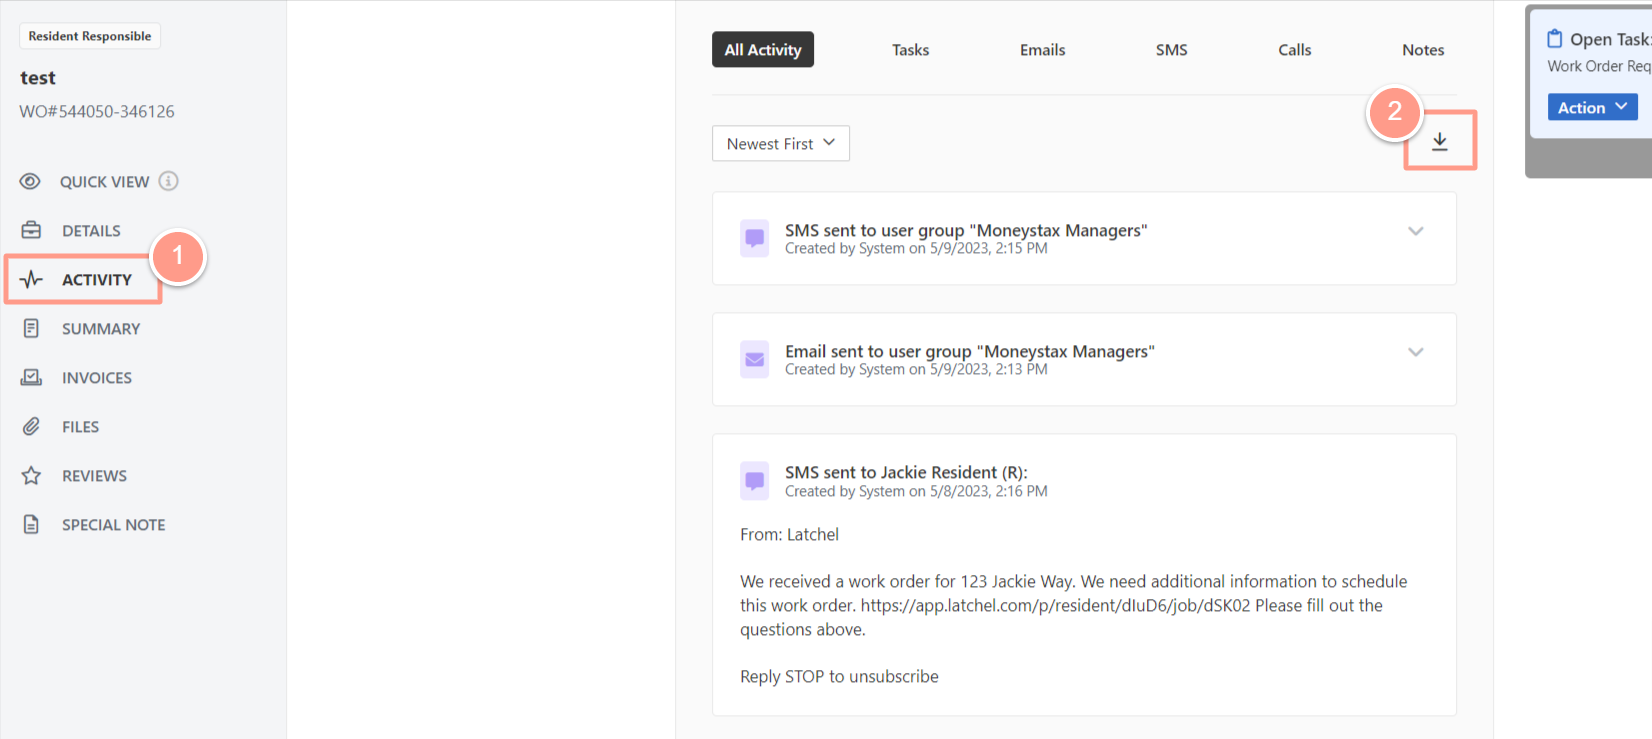 Resident Responsible
test
WO#544050-346126
QUICK VIEW
DETAILS
1
ACTIVITY
SUMMARY
INVOICES
FILES
REVIEWS
SPECIAL NOTE
All Activity
Tasks
Emails
SMS
Calls
Notes
2
Newest First
SMS sent to user group "Moneystax Managers"
Created by System on 5/9/2023, 2:15 PM
Email sent to user group "Moneystax Managers"
Created by System on 5/9/2023, 2:13 PM
SMS sent to Jackie Resident (R):
Created by System on 5/8/2023, 2:16 PM
From: Latchel
We received a work order for 123 Jackie Way. We need additional information to schedule
this work order. https://app.latchel.com/p/resident/dIuD6/job/dSK02 Please fill out the
questions above.
Reply STOP to unsubscribe
Open Task:
Work Order Req
Action